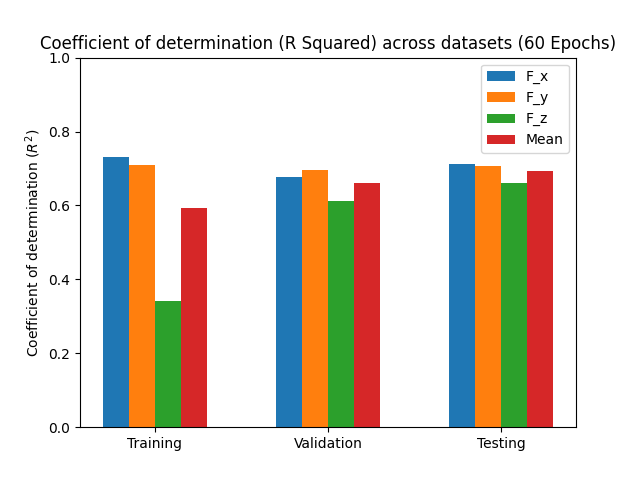 Coefficient of determination (R Squared) across datasets (60 Epochs)
Coefficient of determination (R²)
1.0
0.8
0.6
0.4
0.2
0.0
F_x
F_y
F_z
Mean
Training
Validation
Testing